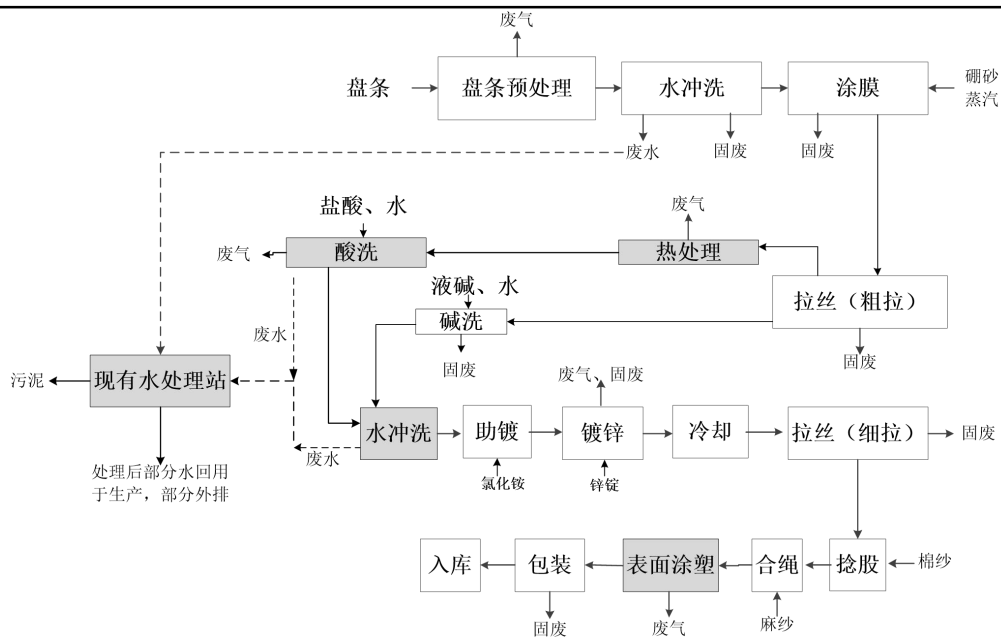 废气
盘条
盘条预处理
水冲洗
涂膜
硼砂
蒸汽
废水
固废
固废
盐酸、水
废气
废气
酸洗
热处理
液碱、水
拉丝（粗拉）
碱洗
废水
固废
固废
污泥
现有水处理站
废气、固废
水冲洗
助镀
镀锌
冷却
拉丝（细拉）
固废
废水
处理后部分水回用
于生产，部分外排
氯化铵
锌锭
入库
包装
表面涂塑
合绳
捻股
棉纱
固废
废气
麻纱